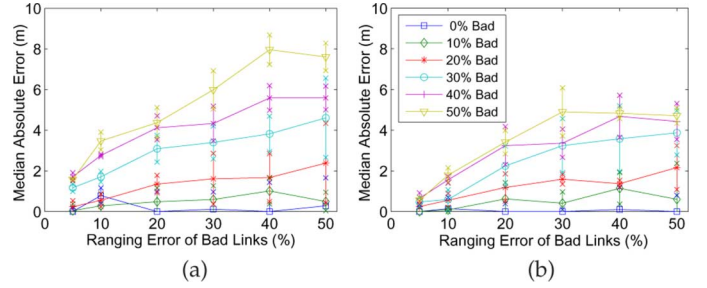 10
8
6
4
2
0
Median Absolute Error (m)
0 10 20 30 40 50
Ranging Error of Bad Links (%)
(a)
10
8
6
4
2
0
Median Absolute Error (m)
0% Bad
10% Bad
20% Bad
30% Bad
40% Bad
50% Bad
0 10 20 30 40 50
Ranging Error of Bad Links (%)
(b)